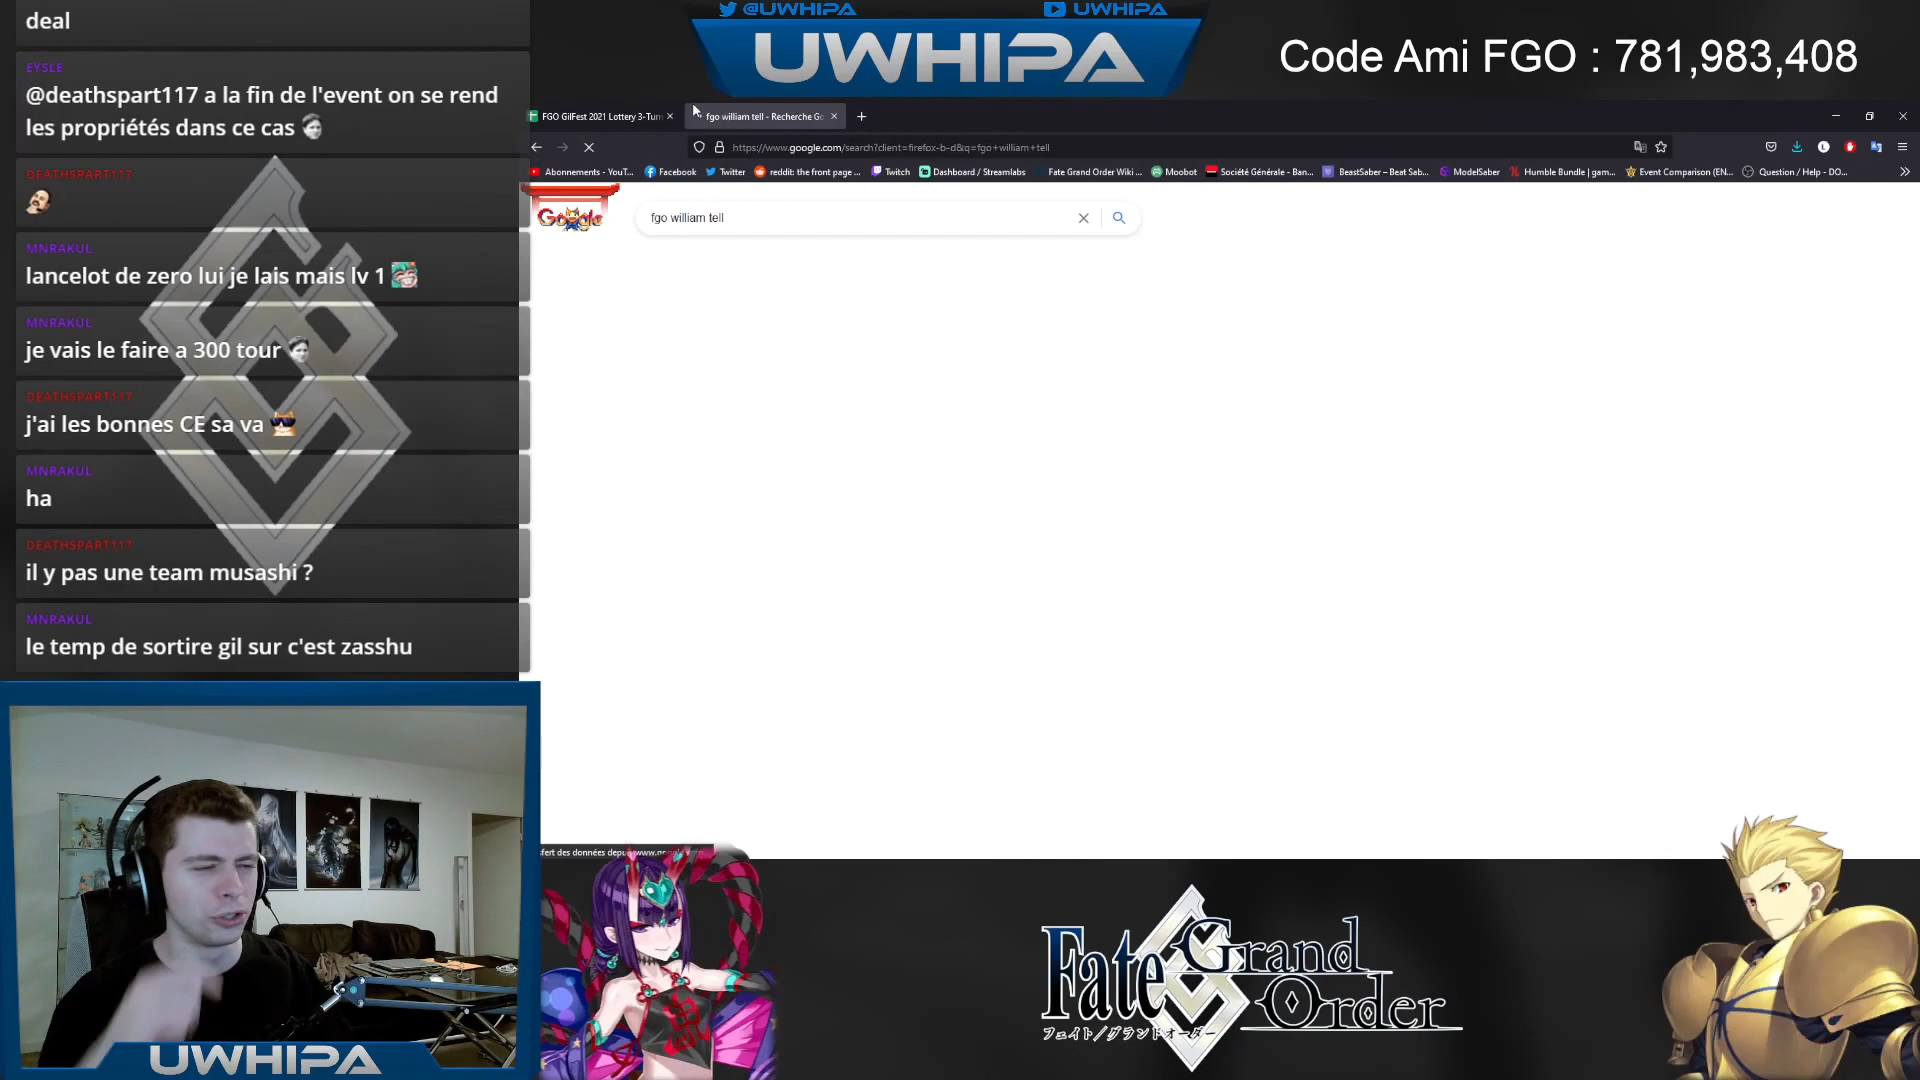 deal
EYSLE
@deathspart117 a la fin de l'event on se rend
les propriétés dans ce cas
DEATHSPART117
MNRAKUL
lancelot de zero lui je lais mais lv 1
MNRAKUL
je vais le faire a 300 tour
DEATHSPART117
j'ai les bonnes CE sa va
MNRAKUL
ha
DEATHSPART117
il y pas une team musashi ?
MNRAKUL
le temp de sortire gil sur c'est zasshu
@UWHIPA UWHIPA
UWHIPA
Code Ami FGO : 781,983,408
FGO GilFest 2021 Lottery 3-Turn
fgo william tell - Recherche Go
https://www.google.com/search?client=firefox-b-d&q=fgo+william+tell
Abonnements - YouT... Facebook Twitter reddit: the front page ... Twitch Dashboard / Streamlabs Fate Grand Order Wiki ... Moobot Société Générale - Ban... BeastSaber – Beat Sab... ModelSaber Humble Bundle | gam... Event Comparison (EN... Question / Help - DO...
Google
fgo william tell
sfert des données depuis www.google
UWHIPA
Fate Grand Order
フェイト/グランドオーダー